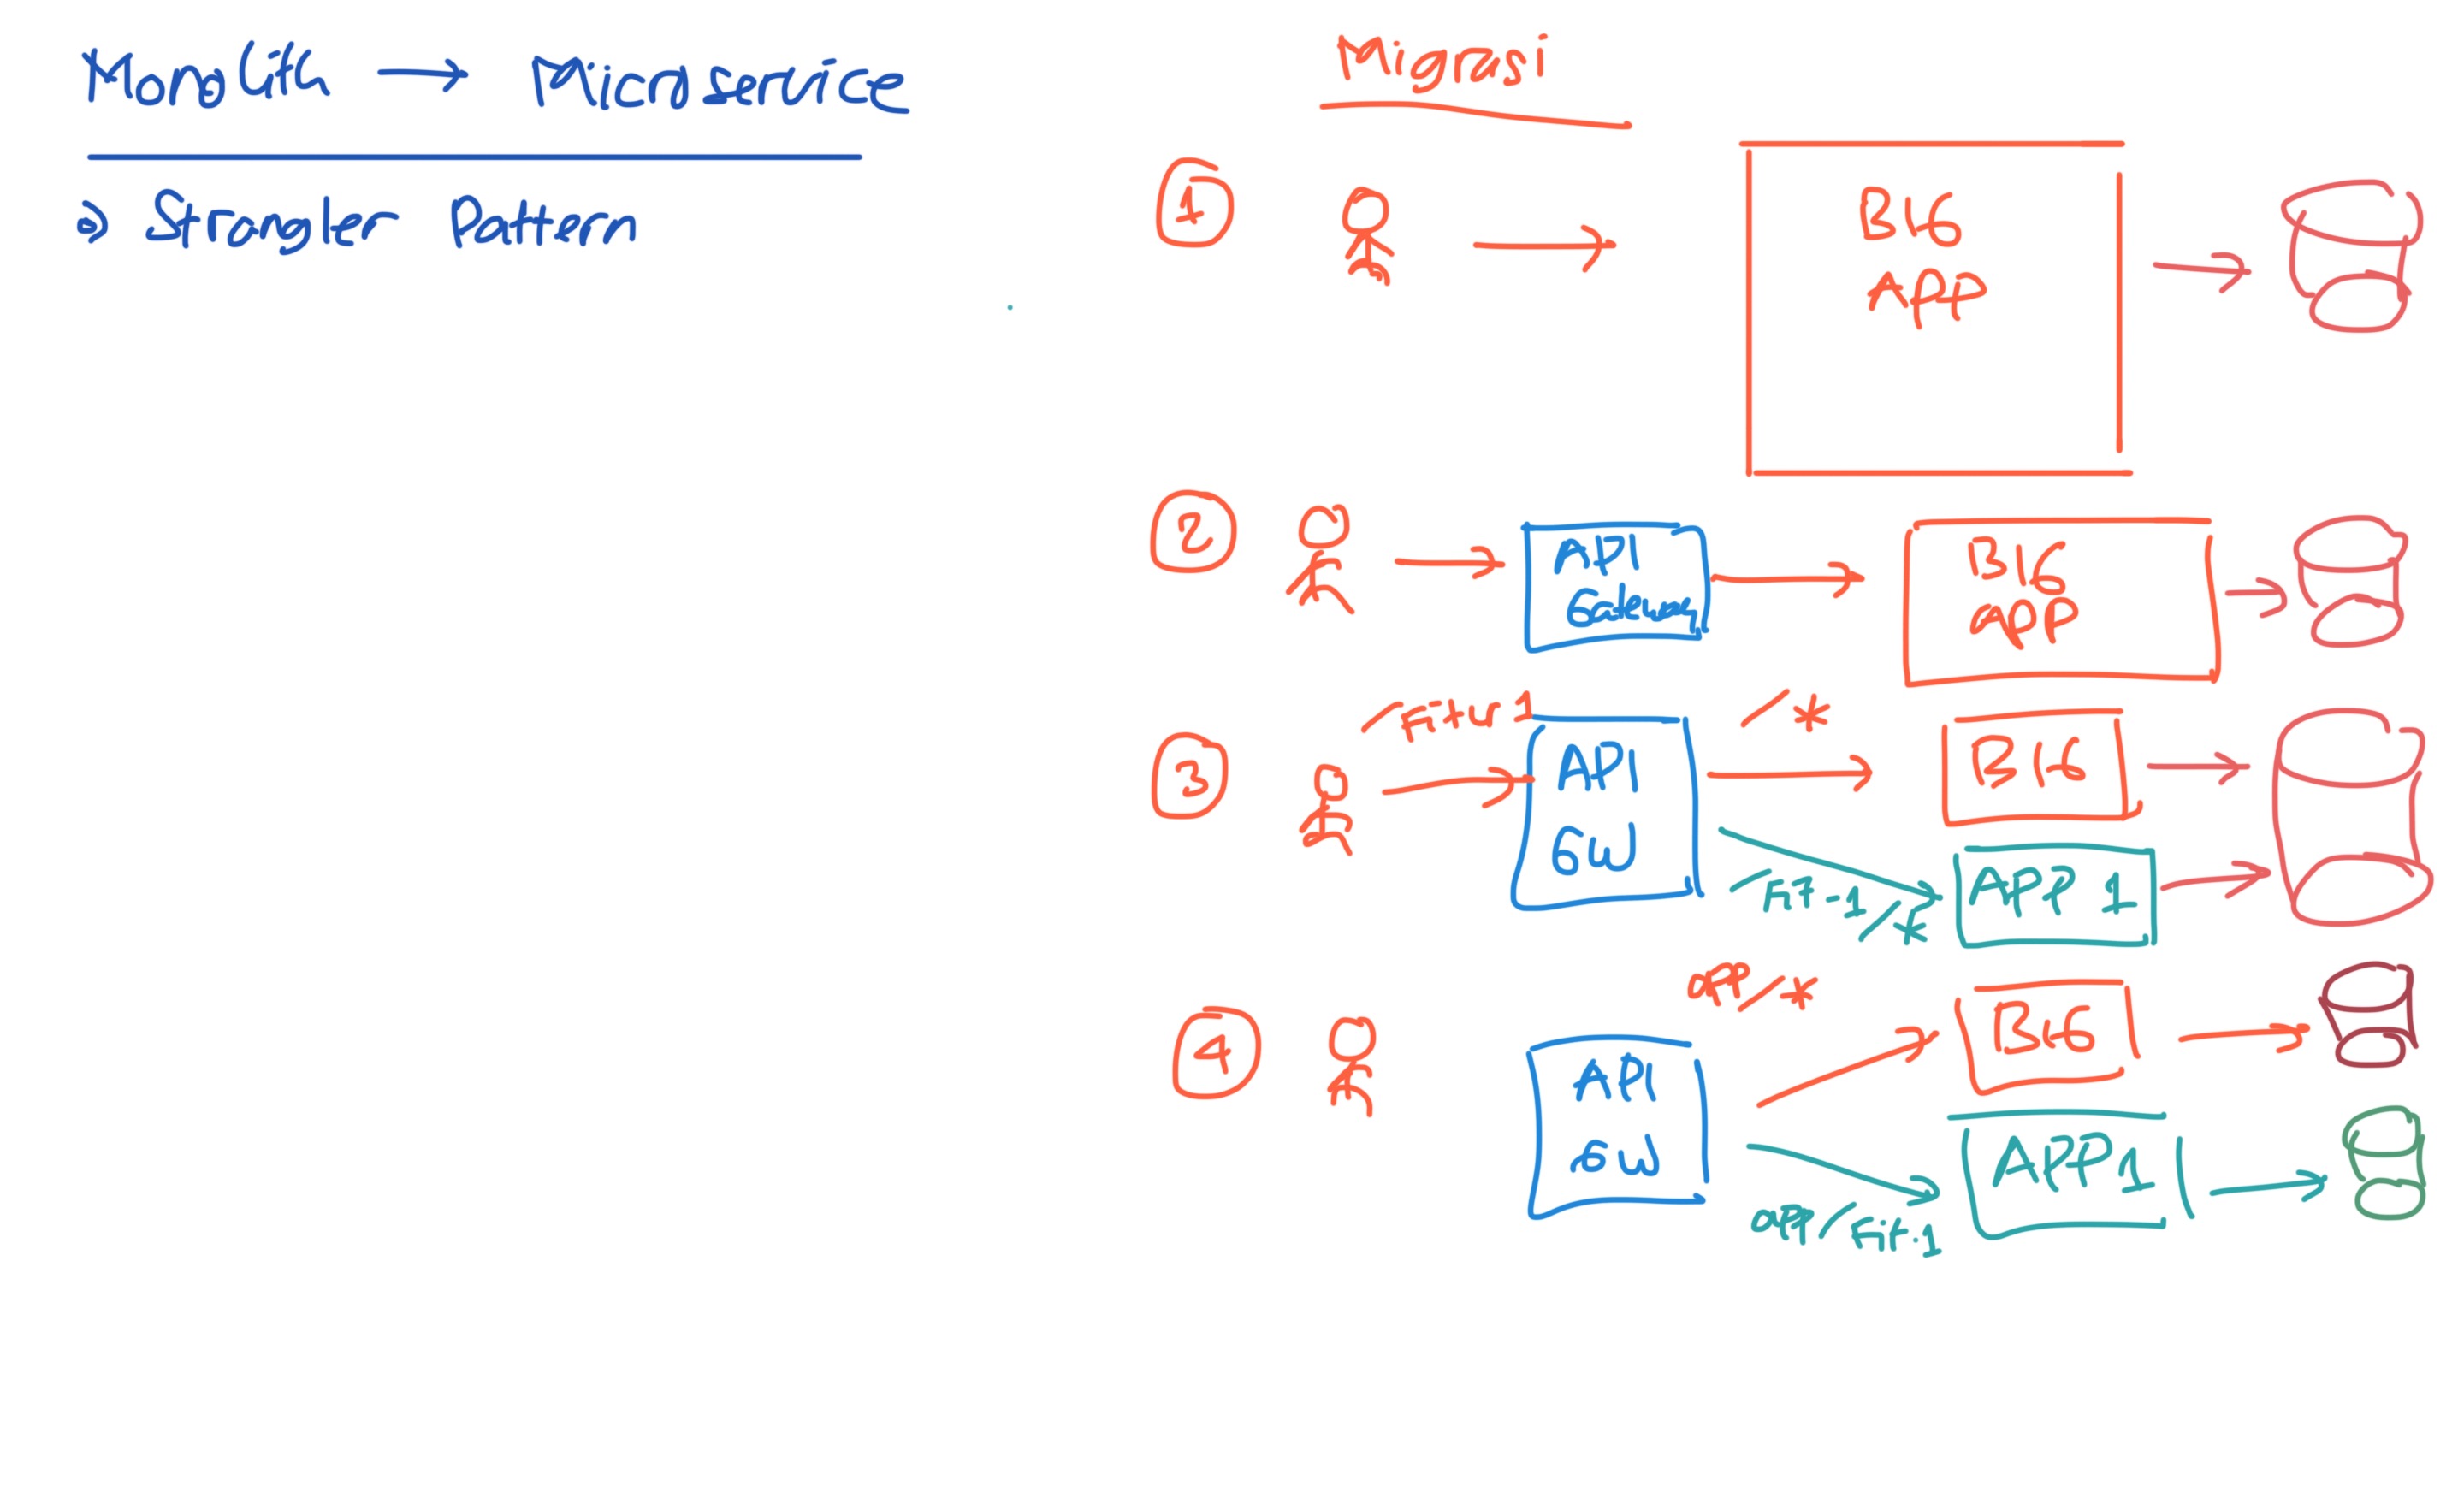 Monolith → Microservice
⇒ Strangler Pattern
Migrasi
1
BIG
APP
2
API
Gateway
BIG
APP
3
/Fitur 1
API
GW
/*
BIG
/Fit-1/*
APP 1
4
API
GW
app/*
BIG
app/Fit.1
APP1